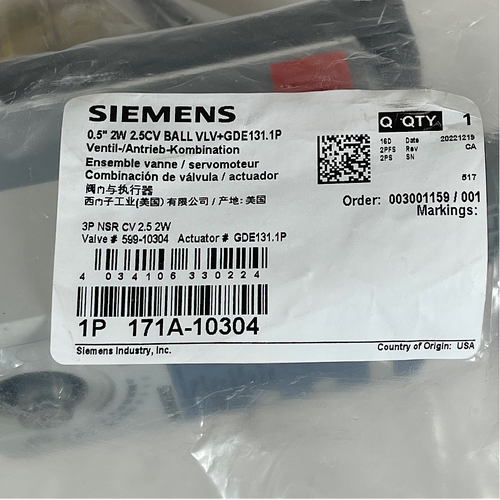 SIEMENS
0.5" 2W 2.5CV BALL VLV+GDE131.1P
Ventil-/Antrieb-Kombination
Ensemble vanne / servomoteur
Combinación de válvula / actuador
阀门与执行器
西门子工业(美国) 有限公司 / 产地: 美国
Q QTY 1
16D Date 20221219
2PFS Rev CA
2PS SN
517
Order: 003001159 / 001
Markings:
3P NSR CV 2.5 2W
Valve # 599-10304 Actuator # GDE131.1P
4 034106 330224
1P 171A-10304
Siemens Industry, Inc.
Country of Origin: USA